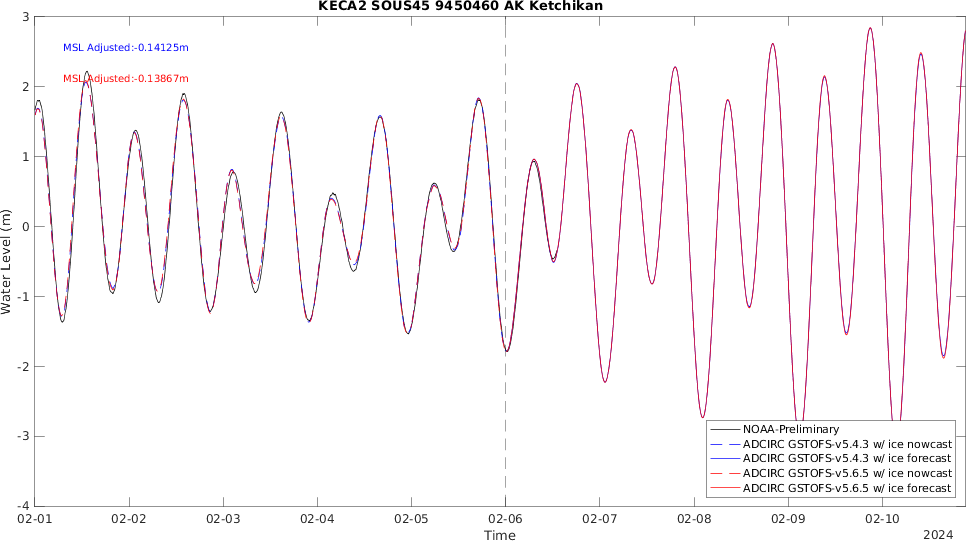 KECA2 SOUS45 9450460 AK Ketchikan
MSL Adjusted:-0.14125m
MSL Adjusted:-0.13867m
Water Level (m)
3
2
1
0
-1
-2
-3
-4
NOAA-Preliminary
ADCIRC GSTOFS-v5.4.3 w/ ice nowcast
ADCIRC GSTOFS-v5.4.3 w/ ice forecast
ADCIRC GSTOFS-v5.6.5 w/ ice nowcast
ADCIRC GSTOFS-v5.6.5 w/ ice forecast
02-01 02-02 02-03 02-04 02-05 02-06 02-07 02-08 02-09 02-10
Time
2024